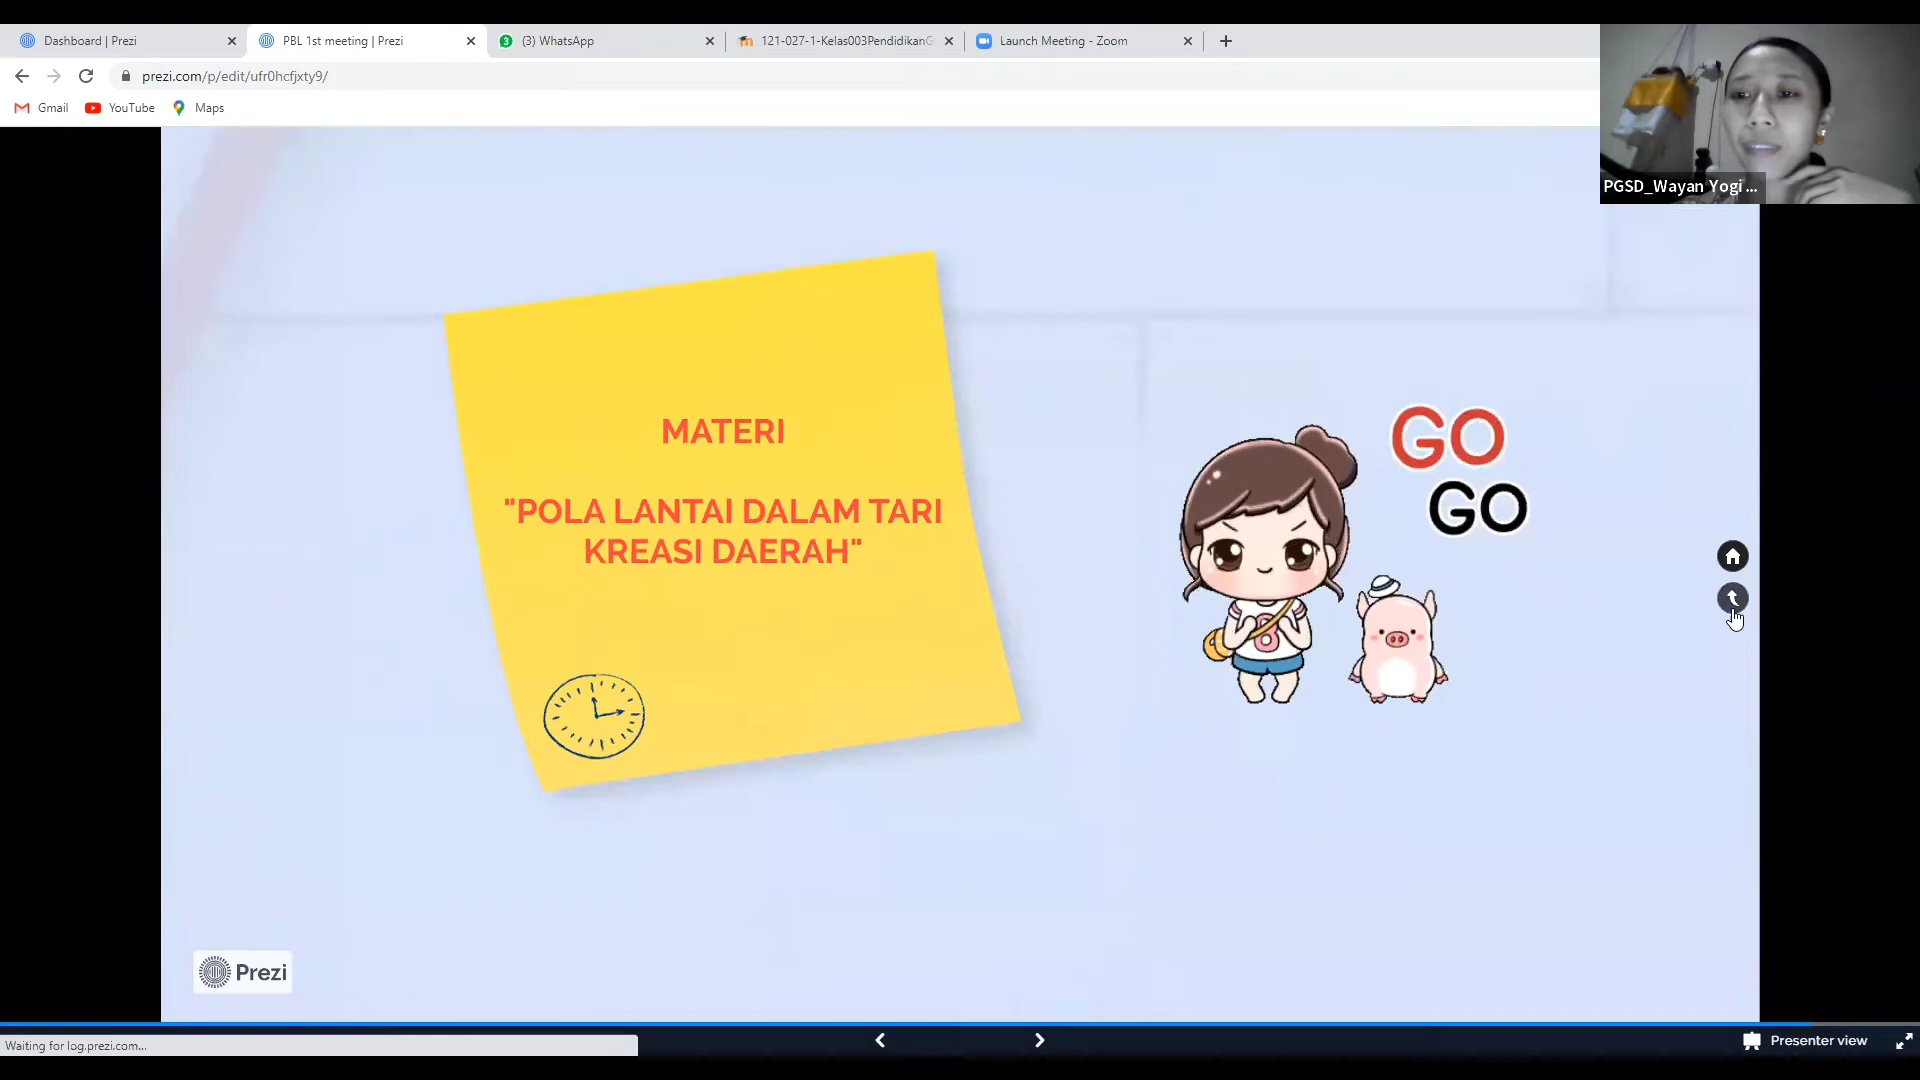 Dashboard | Prezi
PBL 1st meeting | Prezi
(3) WhatsApp
121-027-1-Kelas003PendidikanG
Launch Meeting - Zoom
prezi.com/p/edit/ufr0hcfjxty9/
Gmail
YouTube
Maps
PGSD_Wayan Yogi ...
MATERI
"POLA LANTAI DALAM TARI
KREASI DAERAH"
GO
GO
Prezi
Waiting for log.prezi.com...
Presenter view